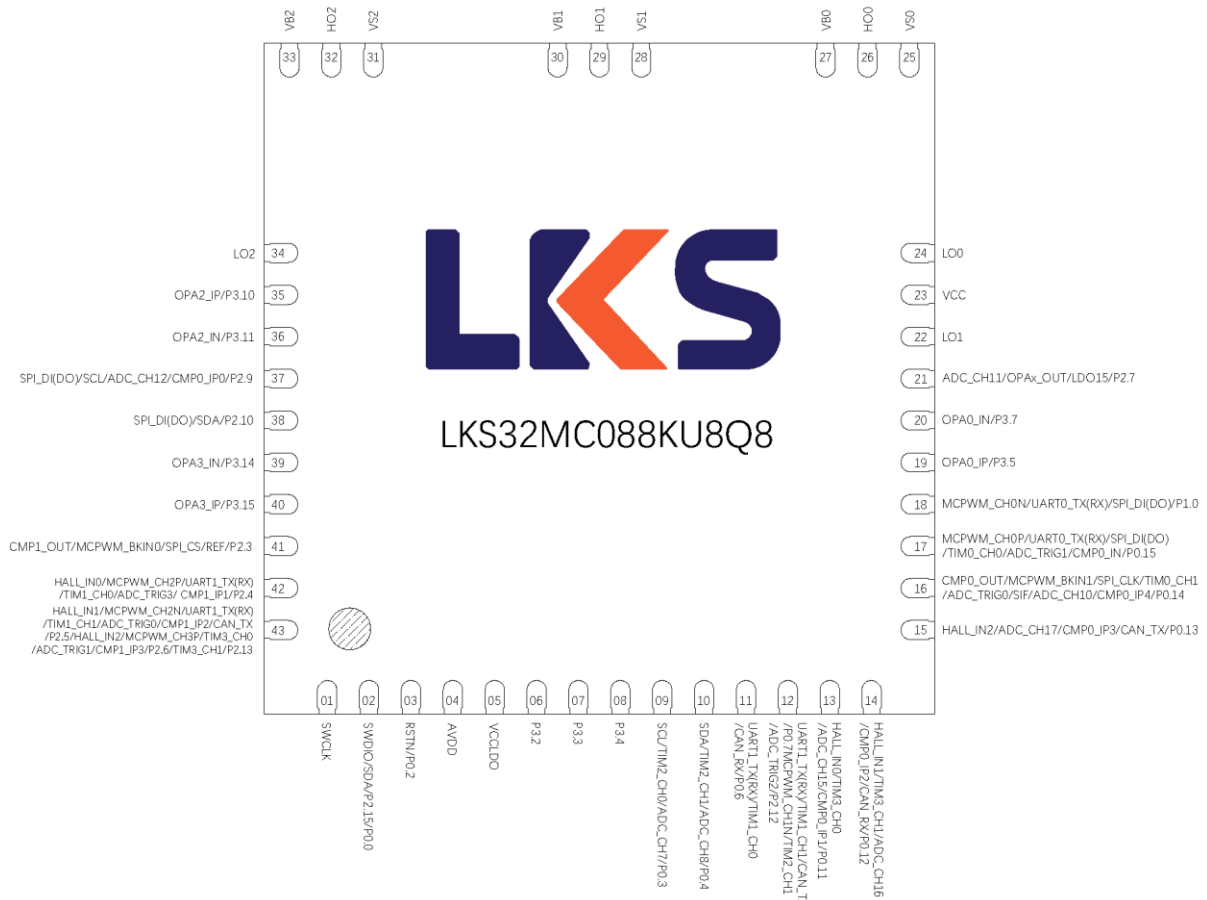 VB2
HO2
VS2
VB1
HO1
VS1
VB0
HO0
VS0
33
32
31
30
29
28
27
26
25
LKS
LKS32MC088KU8Q8
LO2 34
OPA2_IP/P3.10 35
OPA2_IN/P3.11 36
SPI_DI(DO)/SCL/ADC_CH12/CMP0_IP0/P2.9 37
SPI_DI(DO)/SDA/P2.10 38
OPA3_IN/P3.14 39
OPA3_IP/P3.15 40
CMP1_OUT/MCPWM_BKIN0/SPI_CS/REF/P2.3 41
HALL_IN0/MCPWM_CH2P/UART1_TX(RX)
/TIM1_CH0/ADC_TRIG3/ CMP1_IP1/P2.4
42
HALL_IN1/MCPWM_CH2N/UART1_TX(RX)
/TIM1_CH1/ADC_TRIG0/CMP1_IP2/CAN_TX
/P2.5/HALL_IN2/MCPWM_CH3P/TIM3_CH0
/ADC_TRIG1/CMP1_IP3/P2.6/TIM3_CH1/P2.13
43
24 LO0
23 VCC
22 LO1
21 ADC_CH11/OPAx_OUT/LDO15/P2.7
20 OPA0_IN/P3.7
19 OPA0_IP/P3.5
18 MCPWM_CH0N/UART0_TX(RX)/SPI_DI(DO)/P1.0
17
MCPWM_CH0P/UART0_TX(RX)/SPI_DI(DO)
/TIM0_CH0/ADC_TRIG1/CMP0_IN/P0.15
16
CMP0_OUT/MCPWM_BKIN1/SPI_CLK/TIM0_CH1
/ADC_TRIG0/SIF/ADC_CH10/CMP0_IP4/P0.14
15 HALL_IN2/ADC_CH17/CMP0_IP3/CAN_TX/P0.13
01
02
03
04
05
06
07
08
09
10
11
12
13
14
SWCLK
SWDIO/SDA/P2.15/P0.0
RSTN/P0.2
AVDD
VCCLDO
P3.2
P3.3
P3.4
SCL/TIM2_CH0/ADC_CH7/P0.3
SDA/TIM2_CH1/ADC_CH8/P0.4
UART1_TX(RX)/TIM1_CH0
/CAN_RX/P0.6
UART1_TX(RX)/TIM1_CH1/CAN_T
/P0.7MCPWM_CH1N/TIM2_CH1
/ADC_TRIG2/P2.12
HALL_IN0/TIM3_CH0
/ADC_CH15/CMP0_IP1/P0.11
HALL_IN1/TIM3_CH1/ADC_CH16
/CMP0_IP2/CAN_RX/P0.12